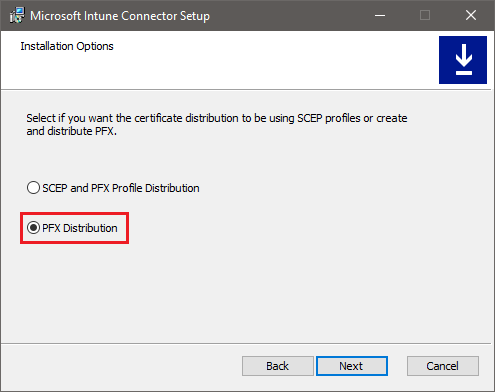 Microsoft Intune Connector Setup
Installation Options
Select if you want the certificate distribution to be using SCEP profiles or create
and distribute PFX.
SCEP and PFX Profile Distribution
PFX Distribution
Back
Next
Cancel